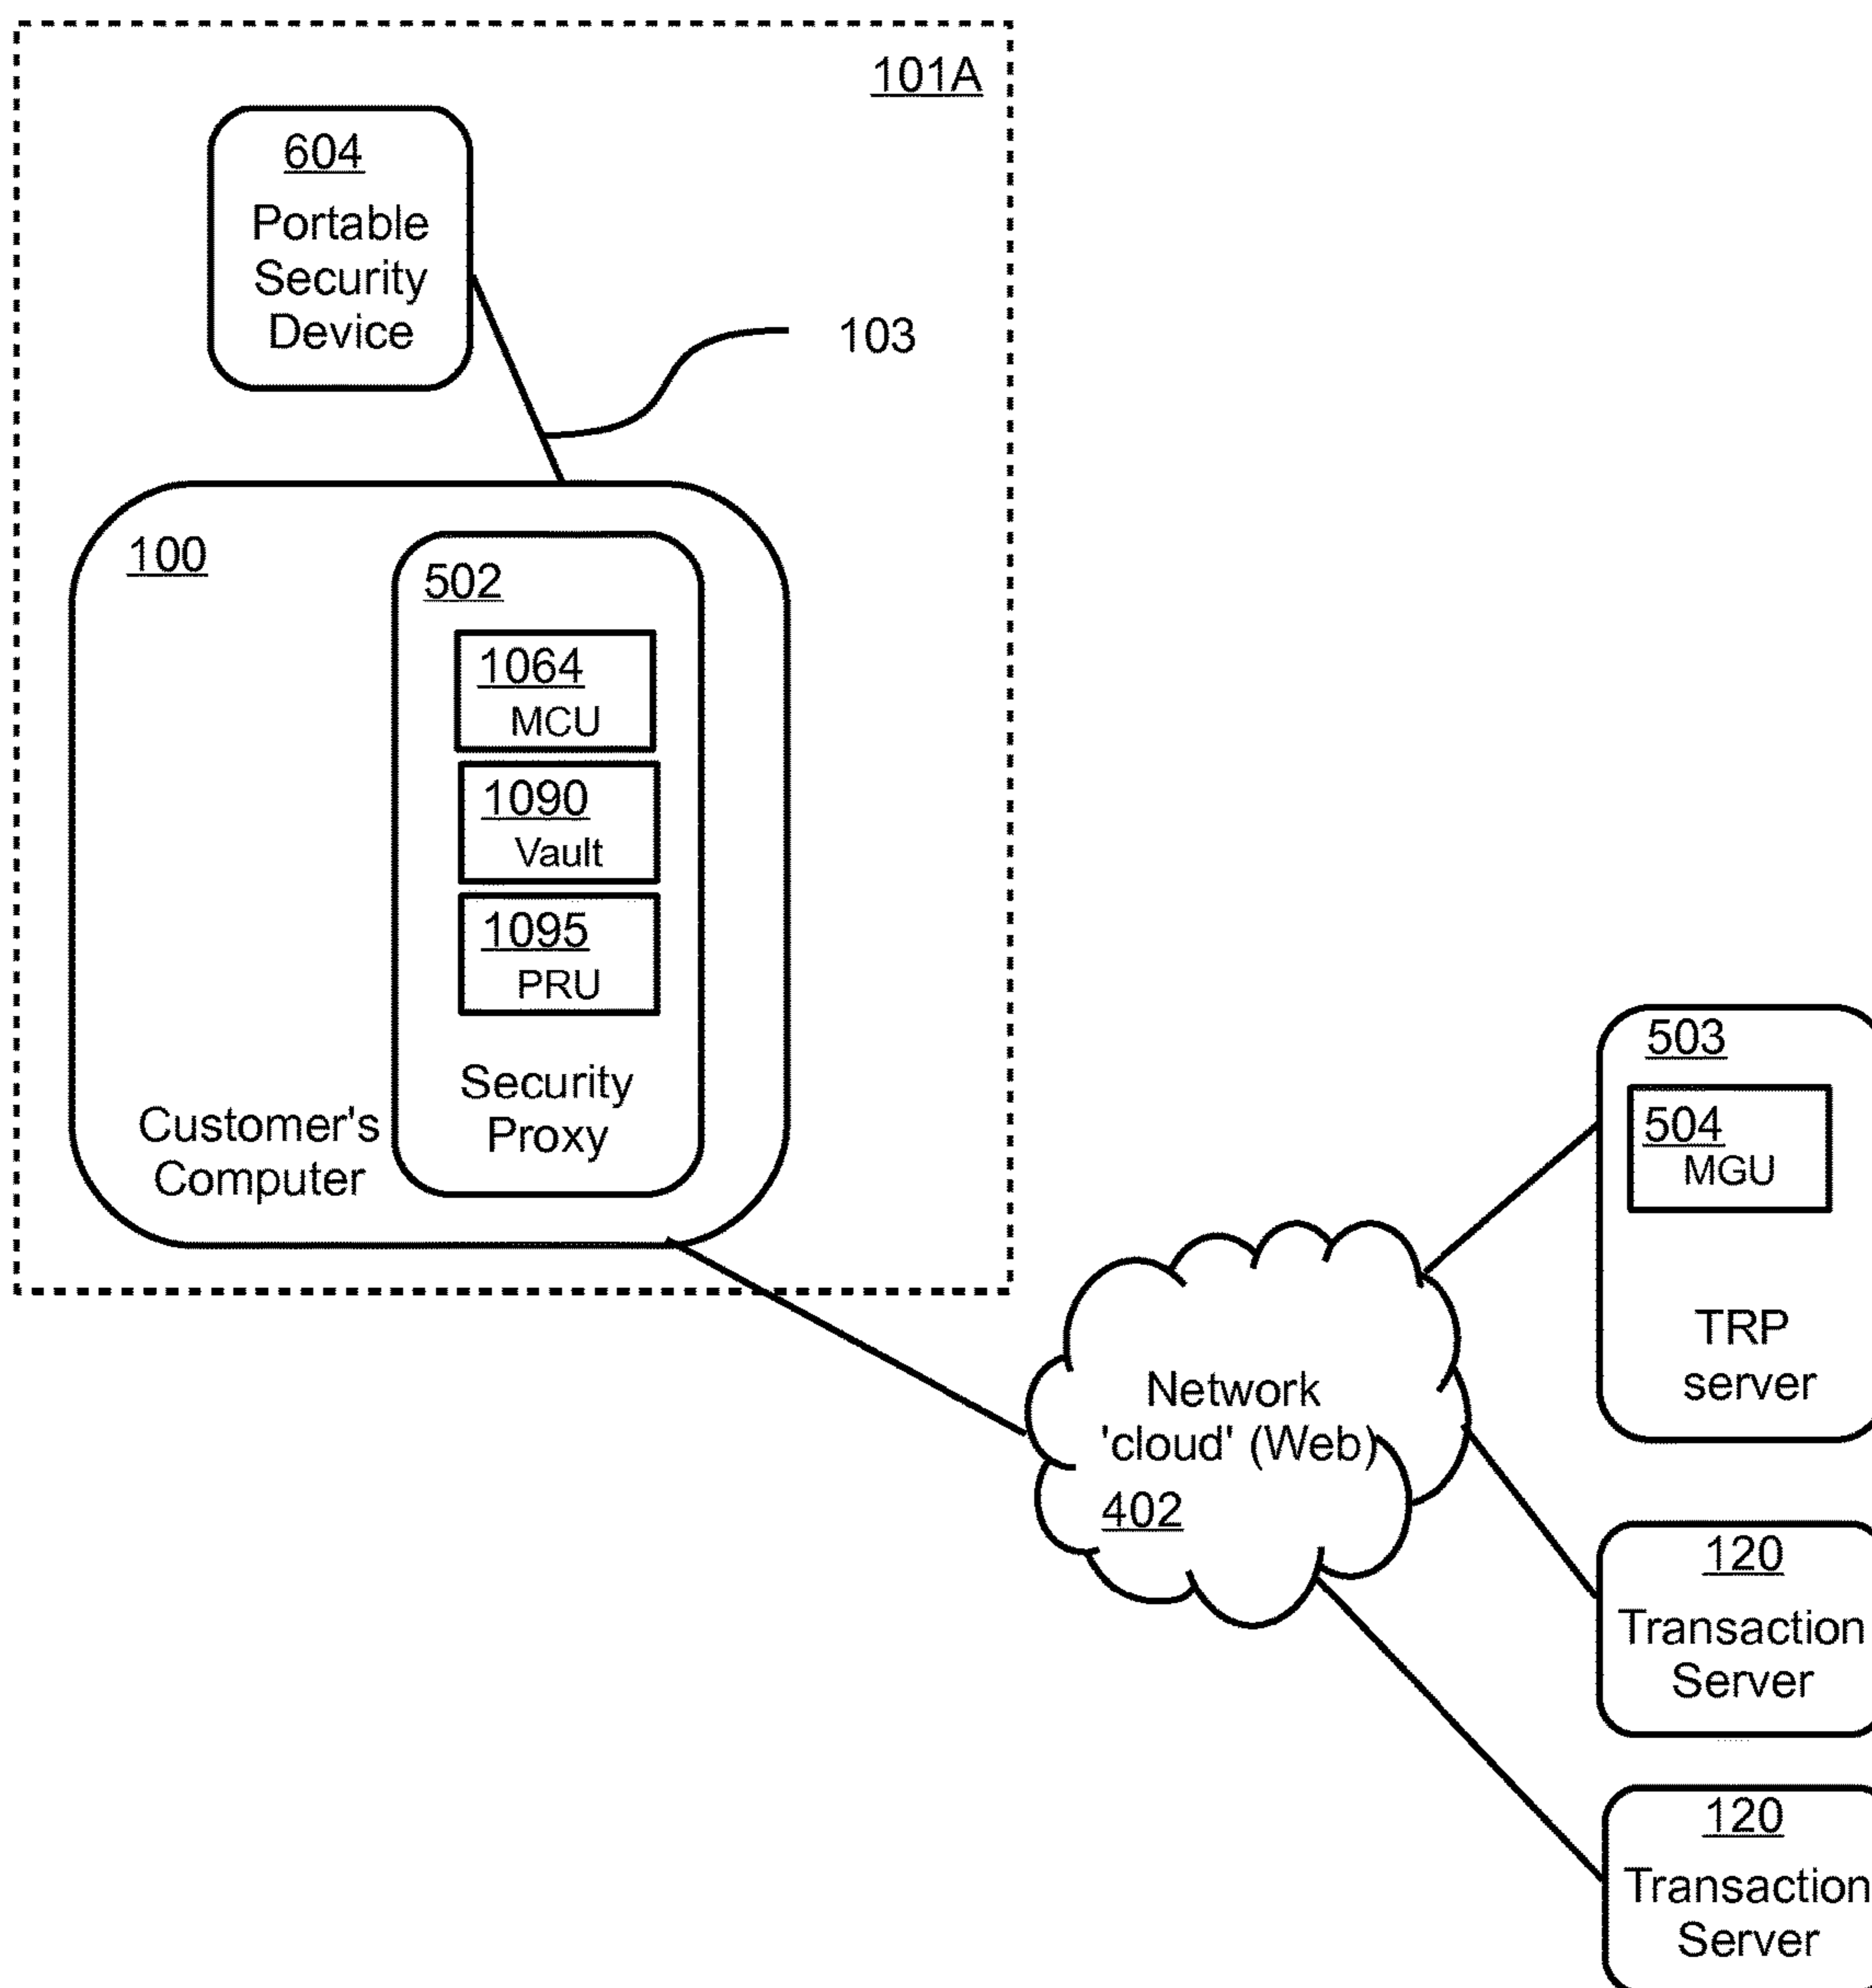 101A
604
Portable
Security
Device
103
100
502
1064
MCU
1090
Vault
1095
PRU
Security
Proxy
Customer's
Computer
503
504
MGU
TRP
server
Network
'cloud' (Web)
402
120
Transaction
Server
120
Transaction
Server